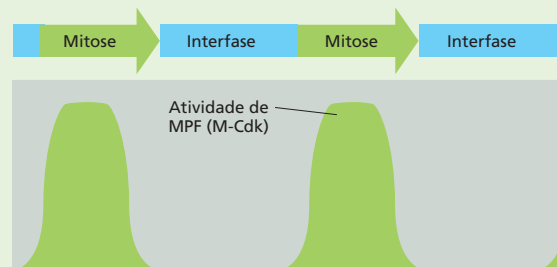 Mitose
Interfase
Mitose
Interfase
Atividade de
MPF (M-Cdk)